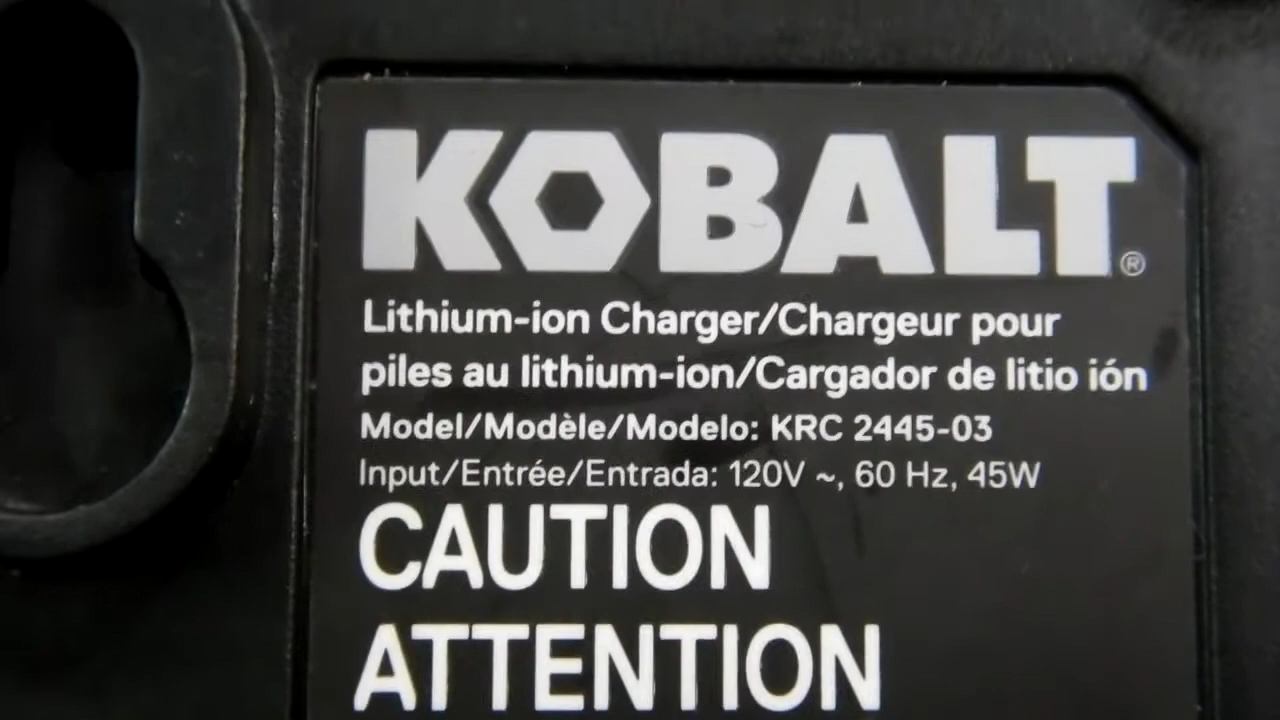 KOBALT®
Lithium-ion Charger/Chargeur pour
piles au lithium-ion/Cargador de litio ión
Model/Modèle/Modelo: KRC 2445-03
Input/Entrée/Entrada: 120V ~, 60 Hz, 45W
CAUTION
ATTENTION